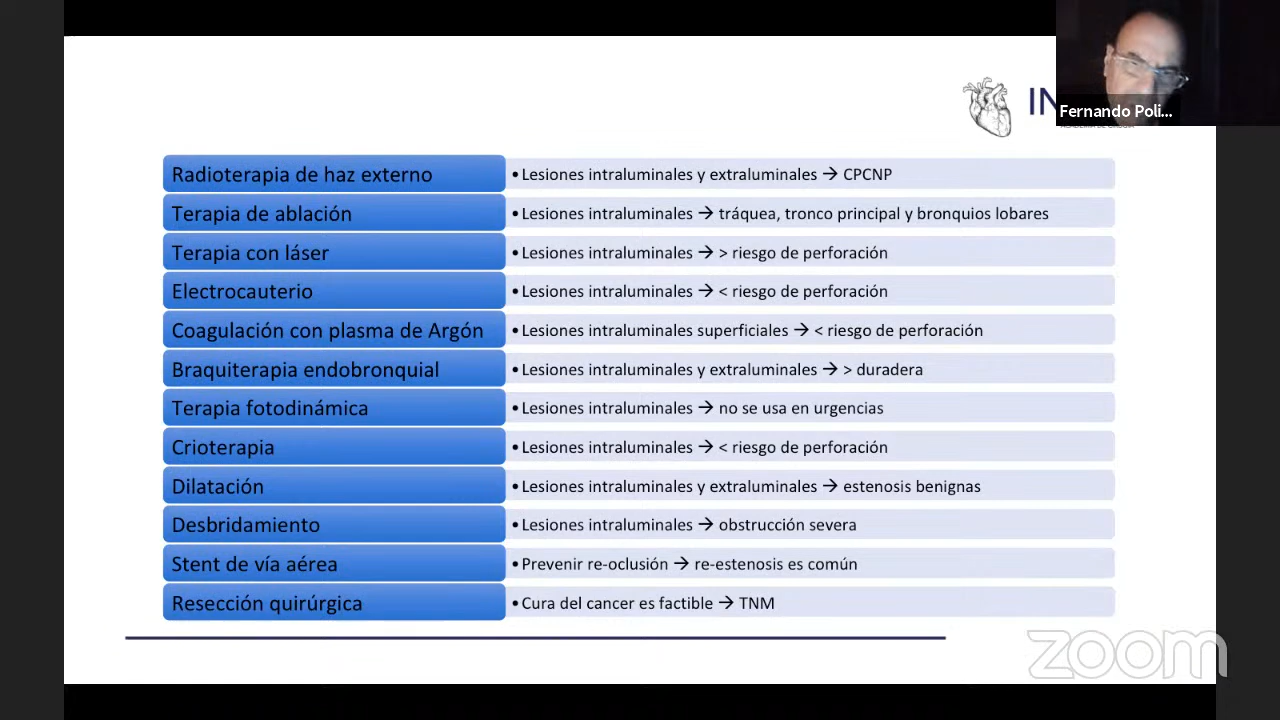 IN
Fernando Poli...
Radioterapia de haz externo
• Lesiones intraluminales y extraluminales → CPCNP
Terapia de ablación
• Lesiones intraluminales → tráquea, tronco principal y bronquios lobares
Terapia con láser
• Lesiones intraluminales → > riesgo de perforación
Electrocauterio
• Lesiones intraluminales → < riesgo de perforación
Coagulación con plasma de Argón
• Lesiones intraluminales superficiales → < riesgo de perforación
Braquiterapia endobronquial
• Lesiones intraluminales y extraluminales → > duradera
Terapia fotodinámica
• Lesiones intraluminales → no se usa en urgencias
Crioterapia
• Lesiones intraluminales → < riesgo de perforación
Dilatación
• Lesiones intraluminales y extraluminales → estenosis benignas
Desbridamiento
• Lesiones intraluminales → obstrucción severa
Stent de vía aérea
• Prevenir re-oclusión → re-estenosis es común
Resección quirúrgica
• Cura del cancer es factible → TNM
zoom